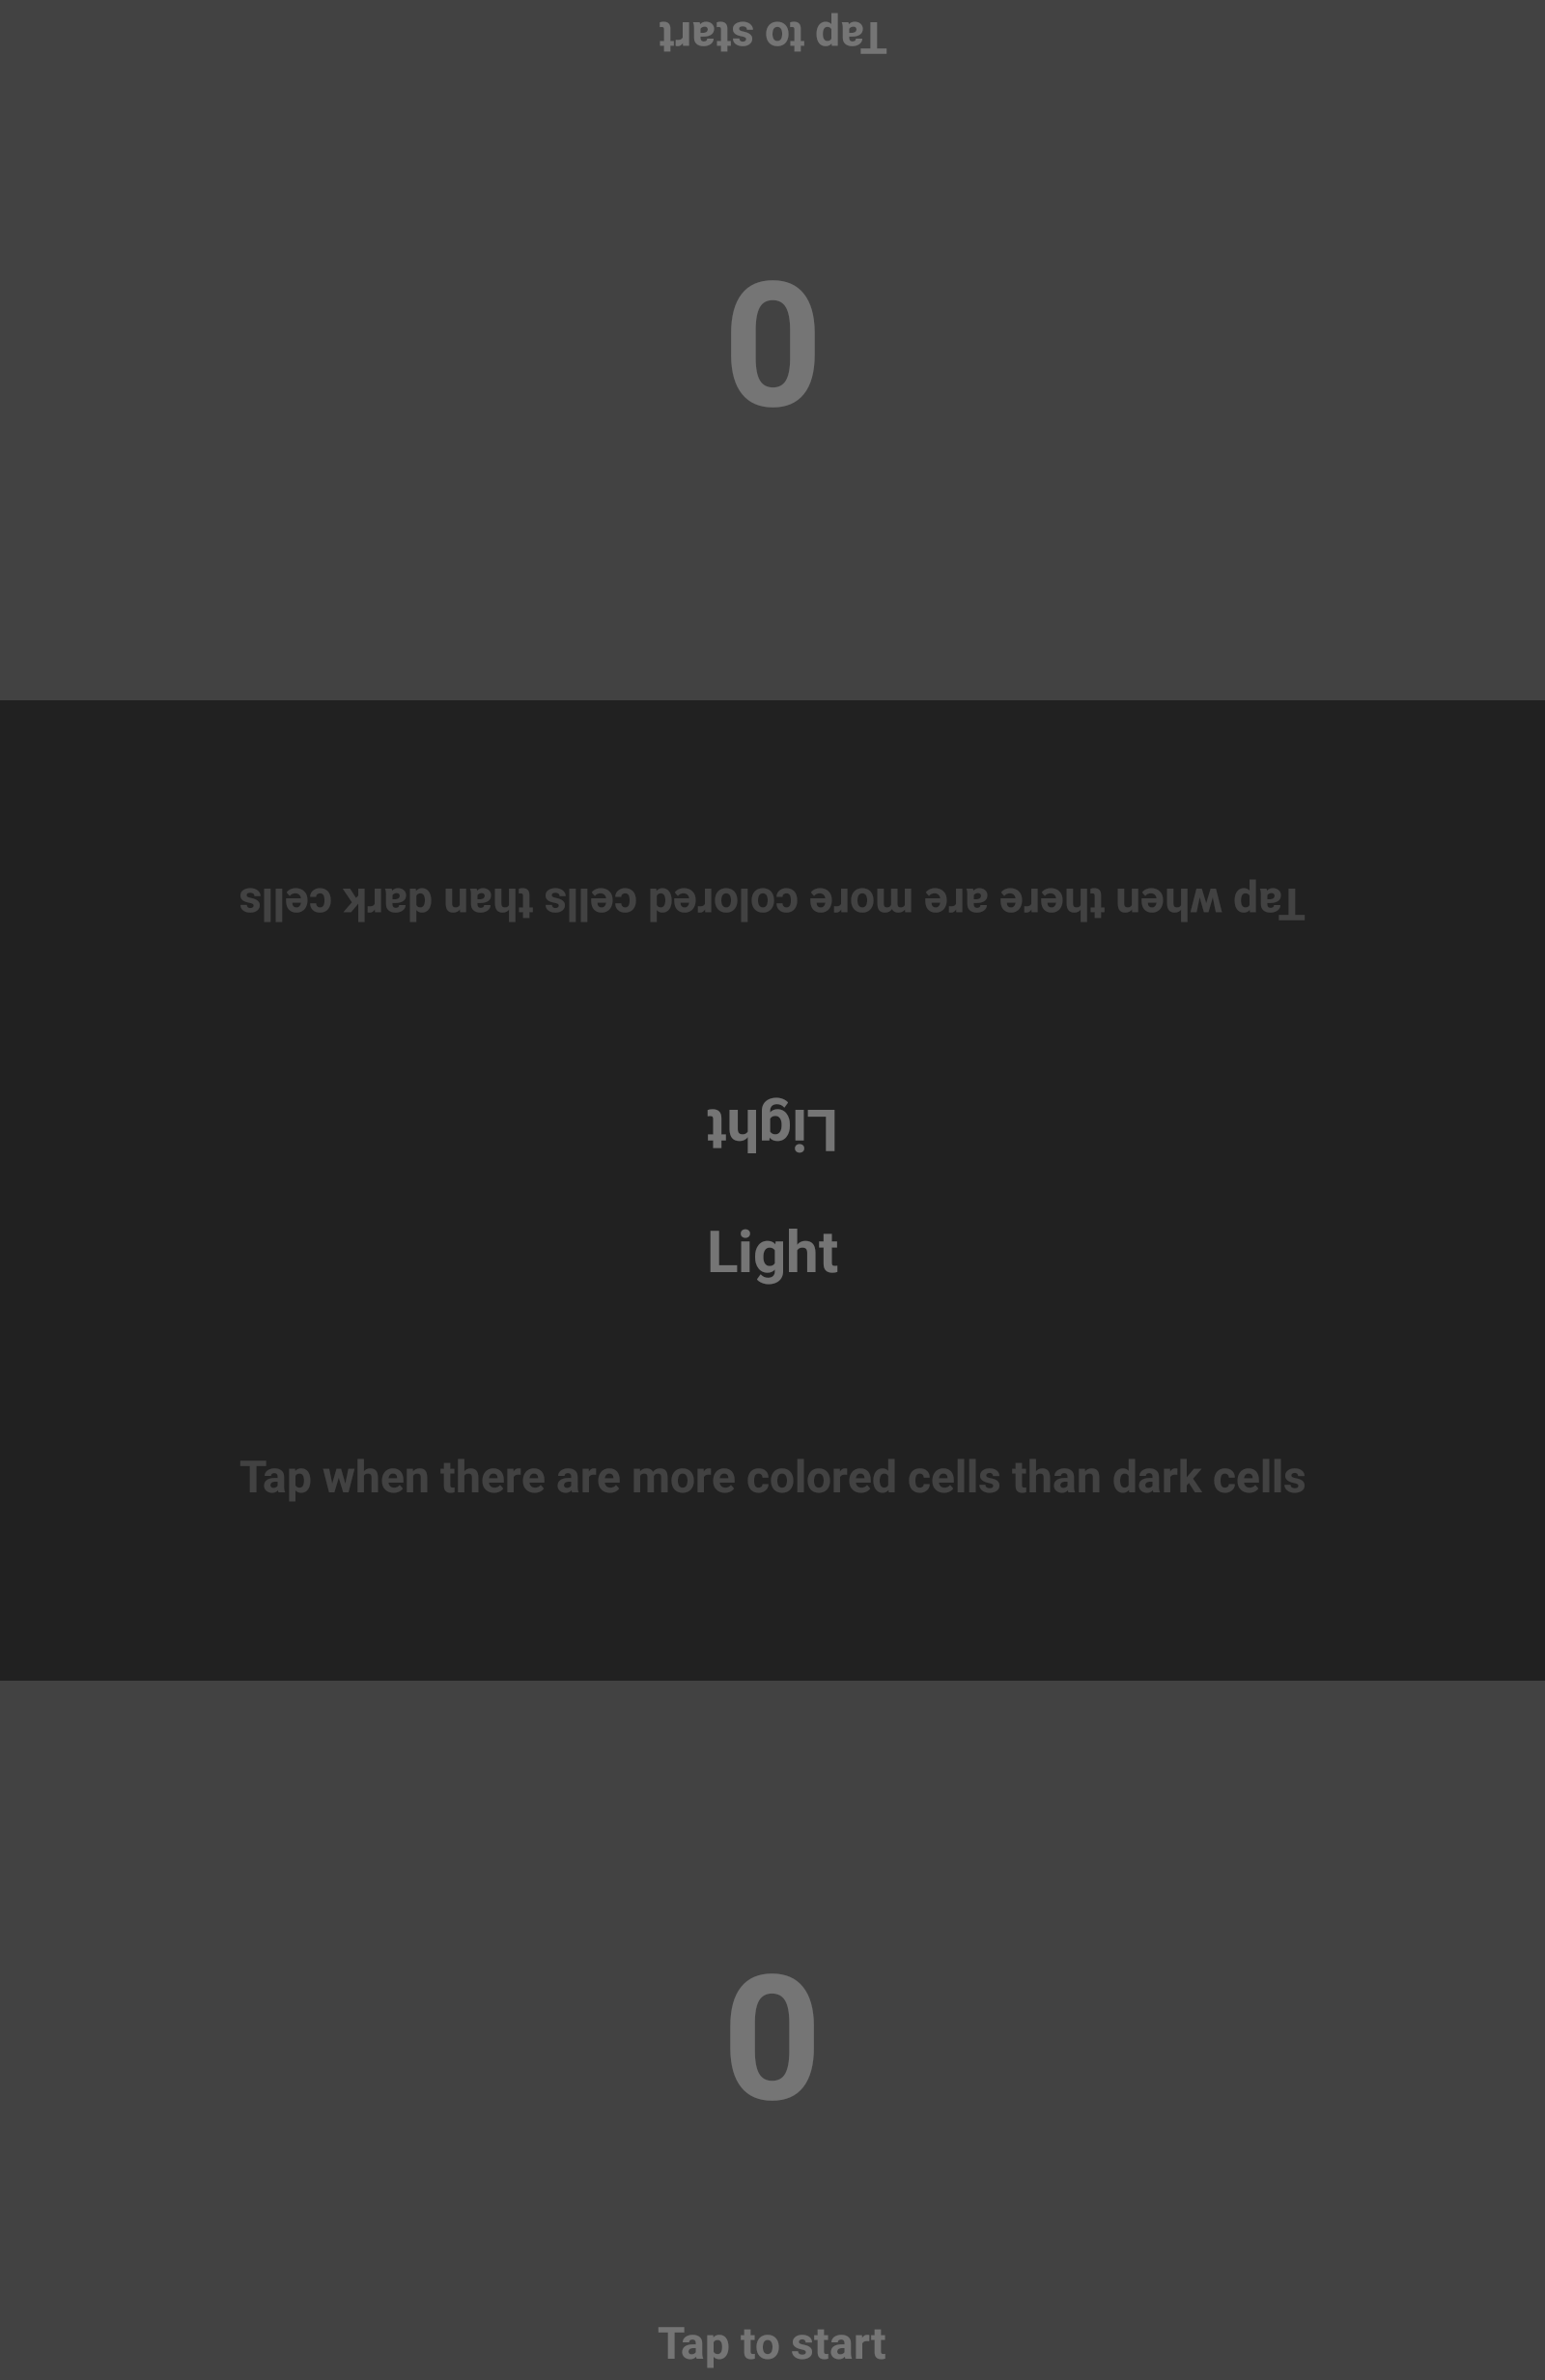 Tap to start
0
Tap when there are more colored cells than dark cells
Light
Light
Tap when there are more colored cells than dark cells
0
Tap to start